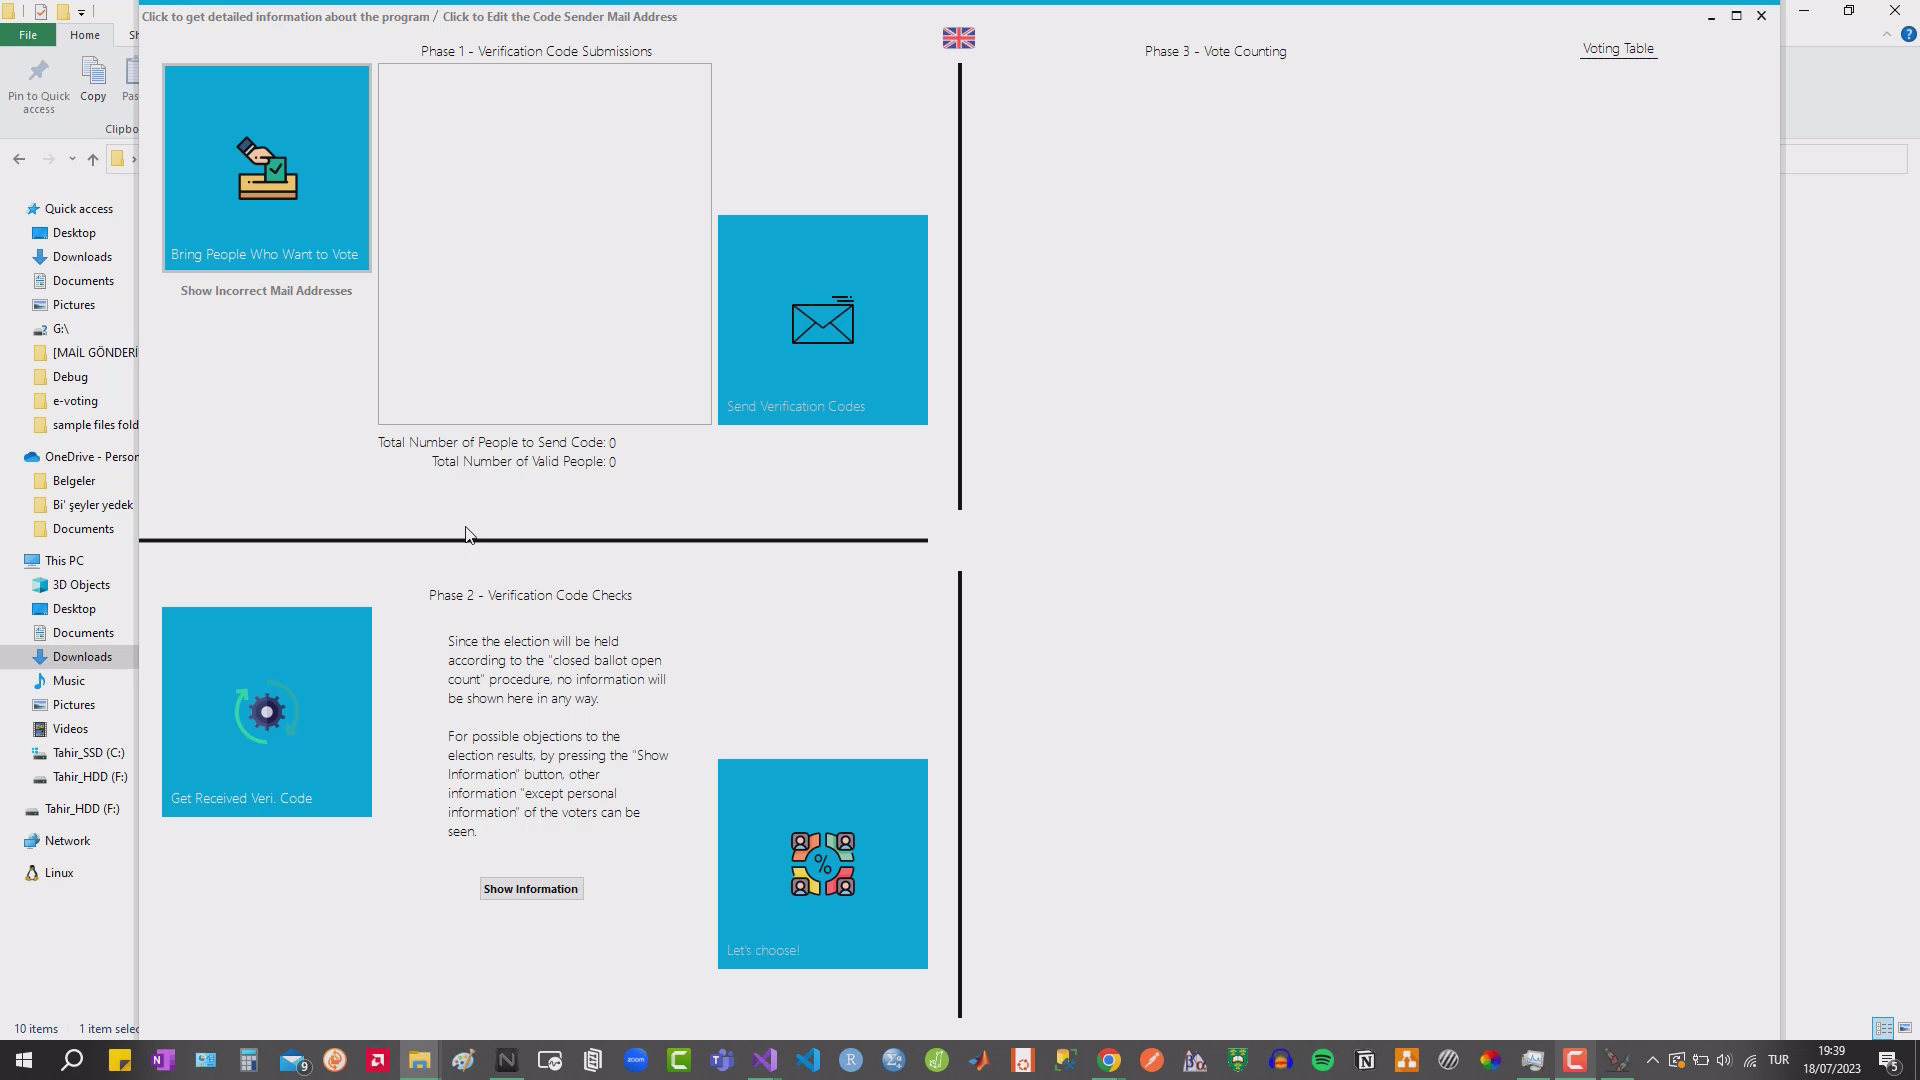 Click to get detailed information about the program / Click to Edit the Code Sender Mail Address
File
Home
Pin to Quick
access
Copy
Clipbo
Phase 1 - Verification Code Submissions
Phase 3 - Vote Counting
Voting Table
Bring People Who Want to Vote
Show Incorrect Mail Addresses
Send Verification Codes
Total Number of People to Send Code: 0
Total Number of Valid People: 0
Phase 2 - Verification Code Checks
Get Received Veri. Code
Since the election will be held
according to the "closed ballot open
count" procedure, no information will
be shown here in any way.
For possible objections to the
election results, by pressing the "Show
Information" button, other
information "except personal
information" of the voters can be
seen.
Show Information
Let's choose!
Quick access
Desktop
Downloads
Documents
Pictures
G:\
[MAİL GÖNDERİ
Debug
e-voting
sample files fold
OneDrive - Person
Belgeler
Bi' şeyler yedek
Documents
This PC
3D Objects
Desktop
Documents
Downloads
Music
Pictures
Videos
Tahir_SSD (C:)
Tahir_HDD (F:)
Tahir_HDD (F:)
Network
Linux
10 items
1 item selec
9
zoom
TUR
19:39
18/07/2023
5